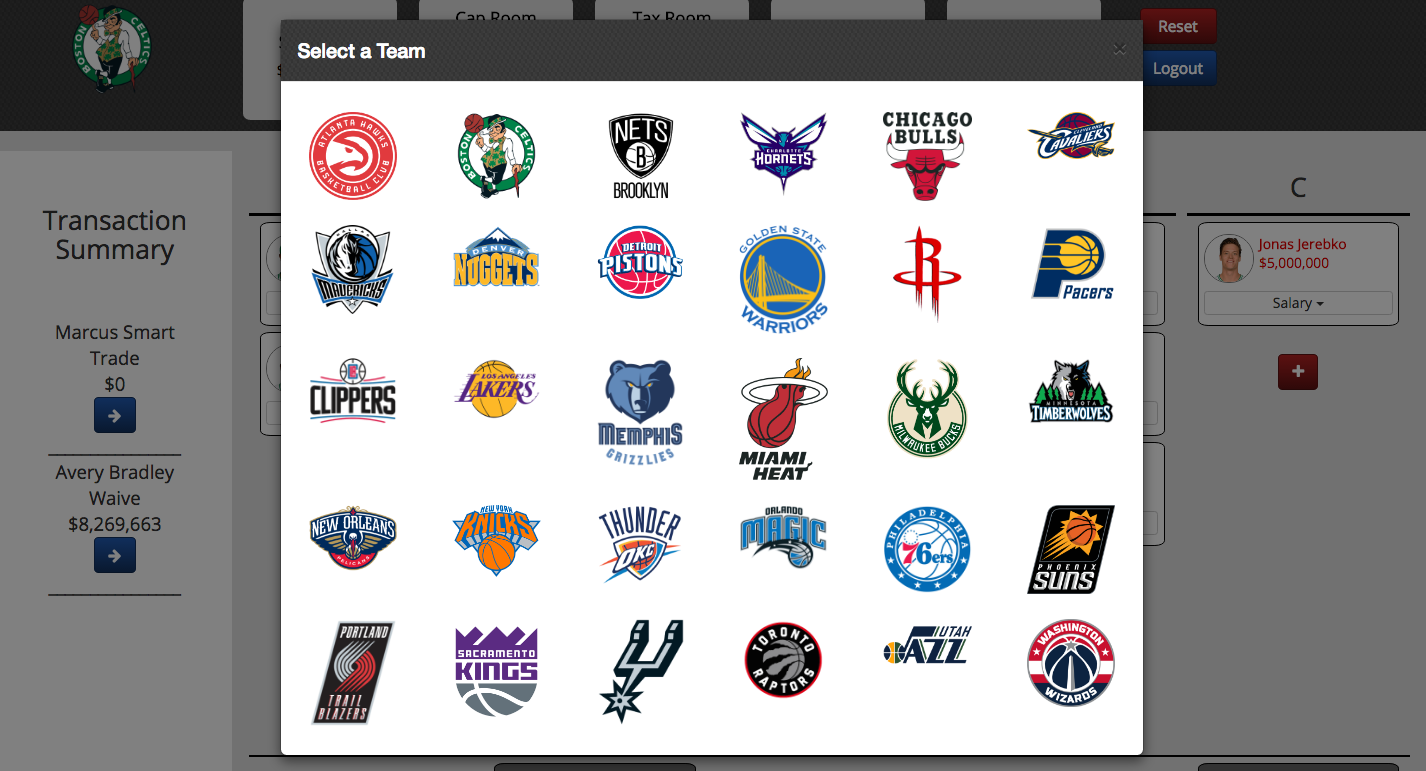 BOSTON CELTICS
Cap Room
Tax Room
Reset
Logout
Select a Team
×
ATLANTA HAWKS
BASKETBALL CLUB
BOSTON CELTICS
NETS
B
BROOKLYN
CHARLOTTE
HORNETS
CHICAGO
BULLS
CLEVELAND
CAVALIERS
DALLAS
MAVERICKS
DENVER
NUGGETS
DETROIT
PISTONS
GOLDEN STATE
WARRIORS
R
Pacers
CLIPPERS
LOS ANGELES
LAKERS
MEMPHIS
GRIZZLIES
MIAMI
HEAT
MILWAUKEE BUCKS
MINNESOTA
TIMBERWOLVES
NEW ORLEANS
PELICANS
NEW YORK
KNICKS
THUNDER
OKC
ORLANDO
MAGIC
PHILADELPHIA
76ers
PHOENIX
SUNS
PORTLAND
TRAIL
BLAZERS
SACRAMENTO
KINGS
TORONTO
RAPTORS
UTAH
JAZZ
WASHINGTON
WIZARDS
Transaction
Summary
Marcus Smart
Trade
$0
Avery Bradley
Waive
$8,269,663
C
Jonas Jerebko
$5,000,000
Salary